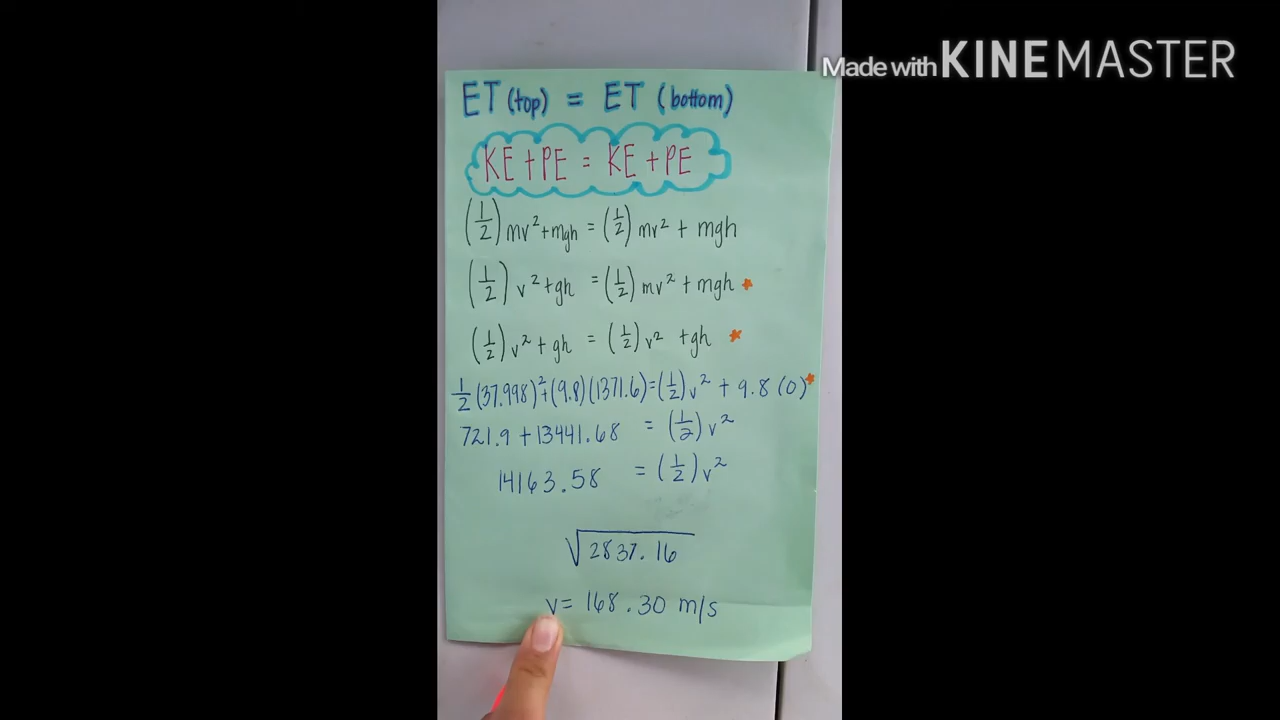 Made with KINEMASTER
ET (top) = ET (bottom)
KE + PE = KE + PE
(1/2) mv² + mgh = (1/2) mv² + mgh
(1/2) v² + gh = (1/2) mv² + mgh
(1/2) v² + gh = (1/2) v² + gh
1/2 (37.998)² + (9.8)(1371.6) = (1/2) v² + 9.8 (0)
721.9 + 13441.68 = (1/2) v²
14163.58 = (1/2) v²
√2837.16
v = 168.30 m/s